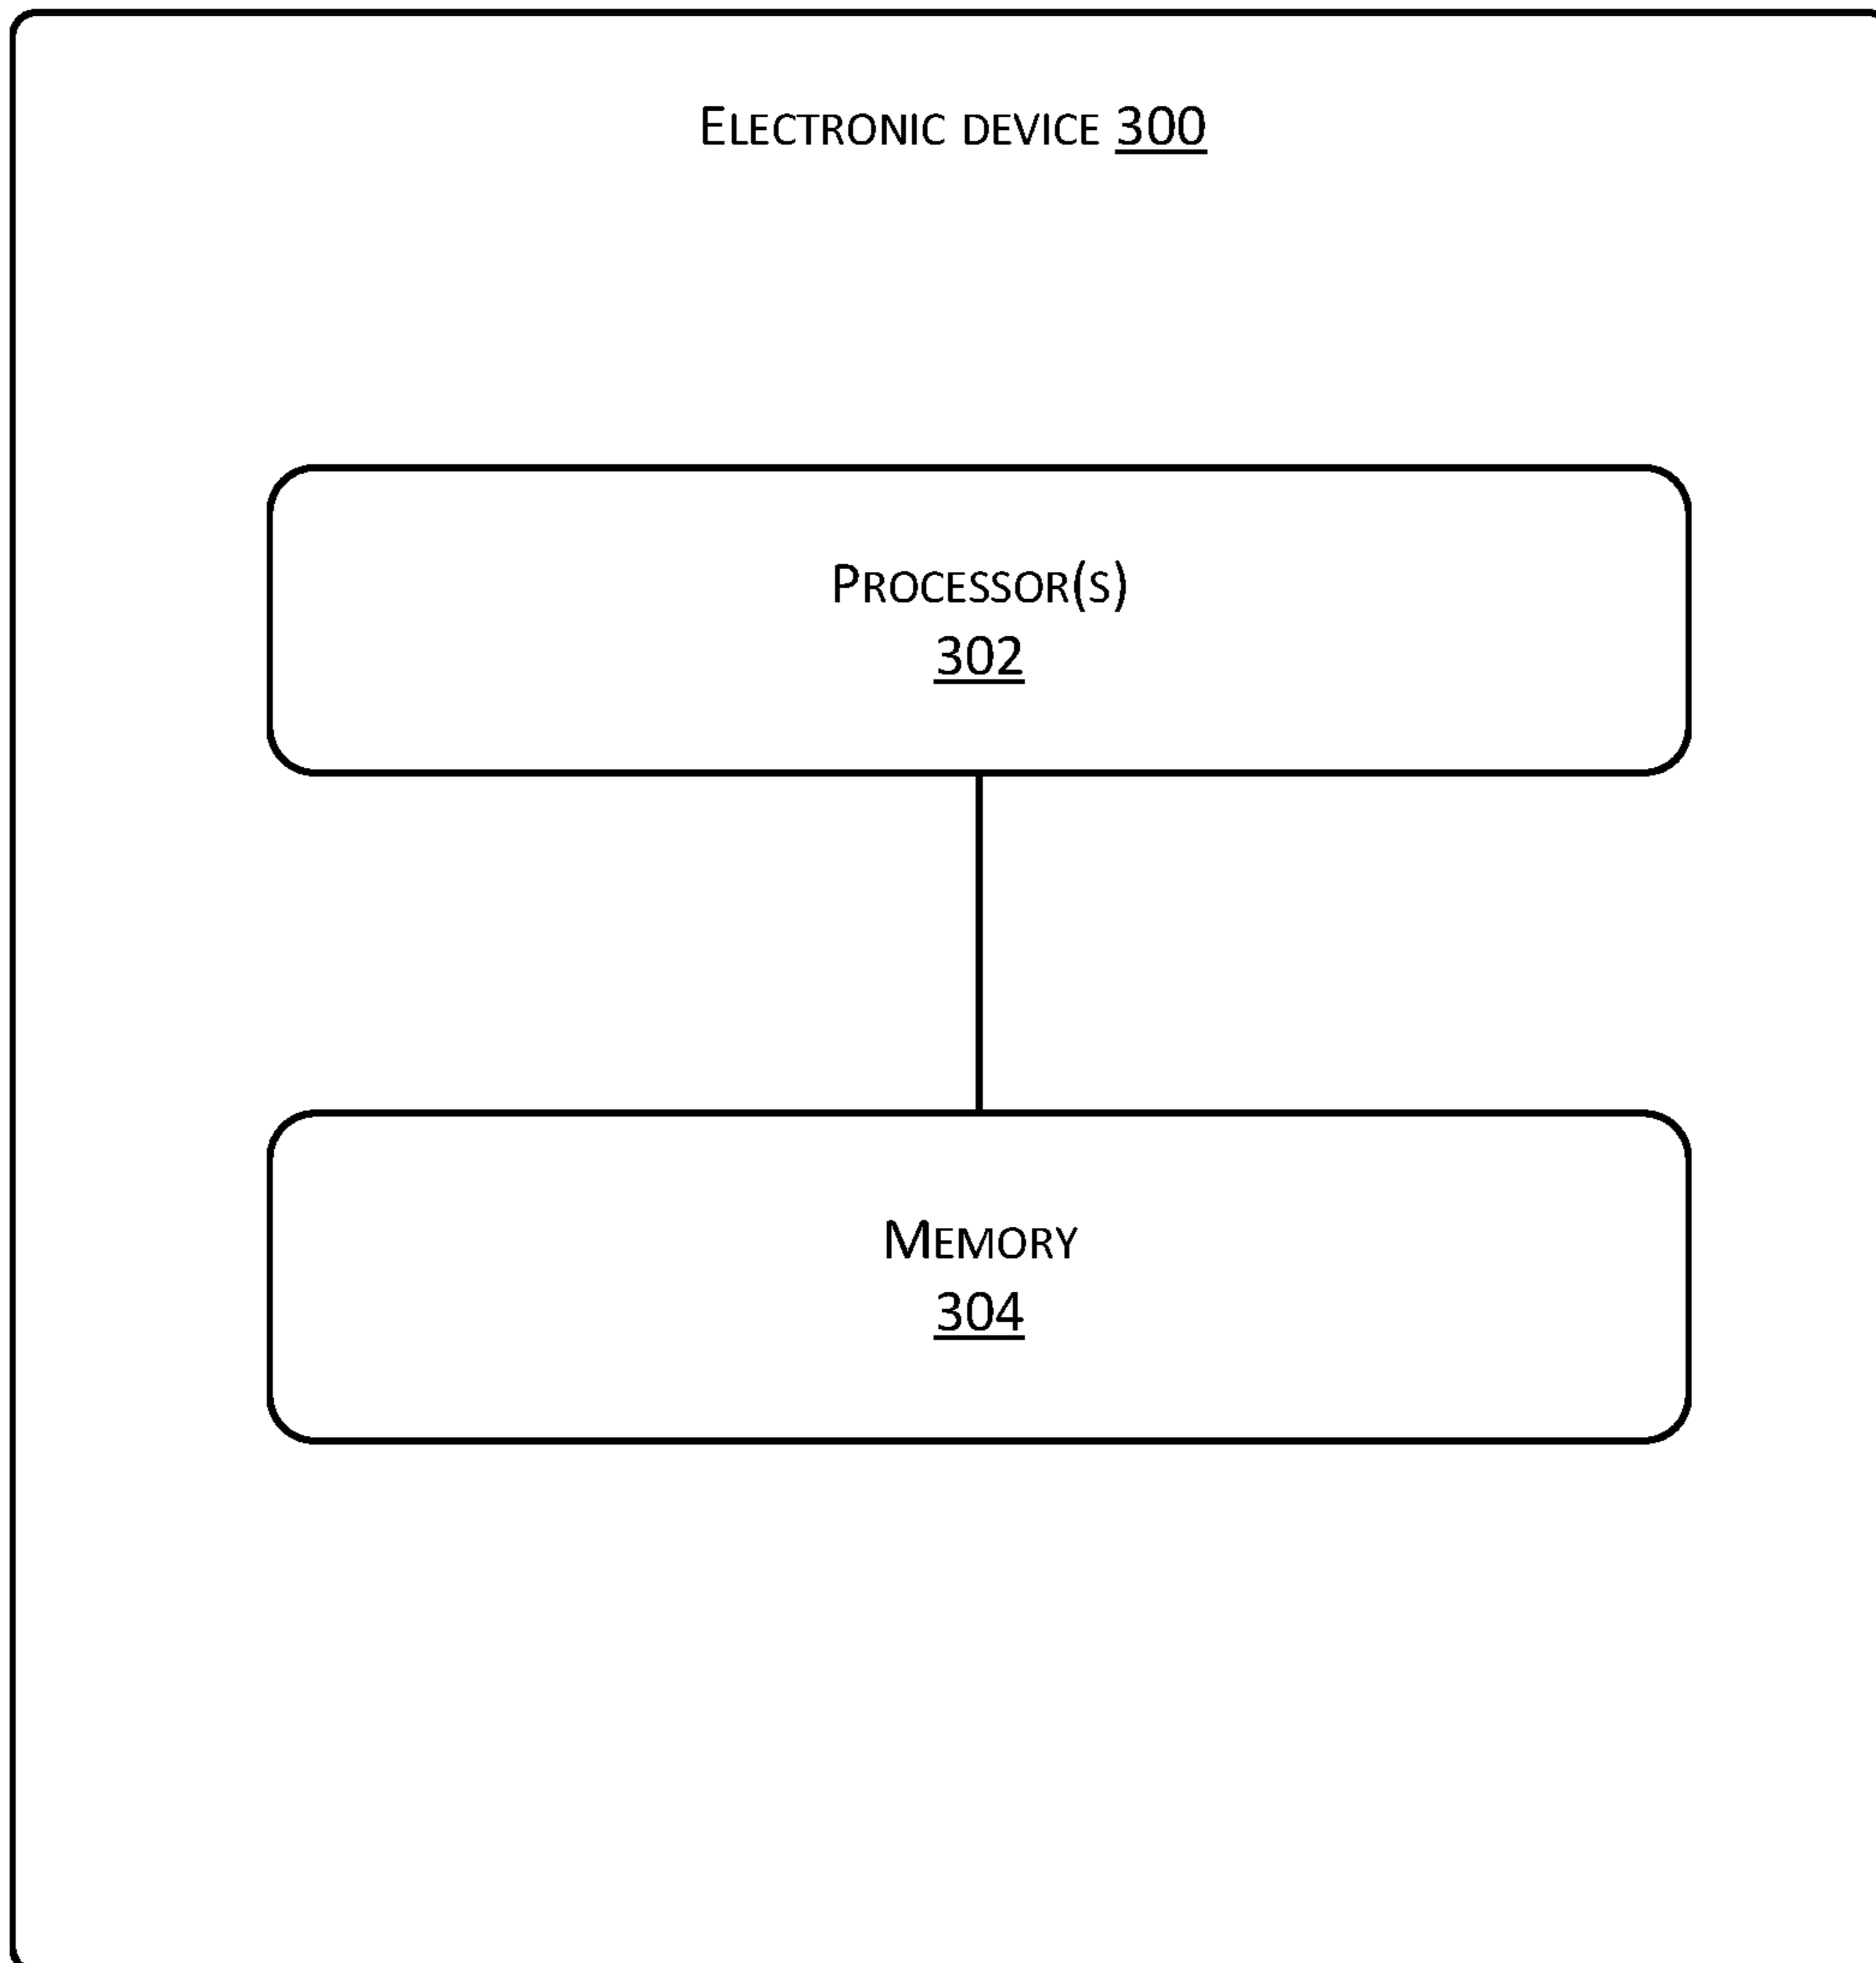 ELECTRONIC DEVICE 300
PROCESSOR(S)
302
MEMORY
304